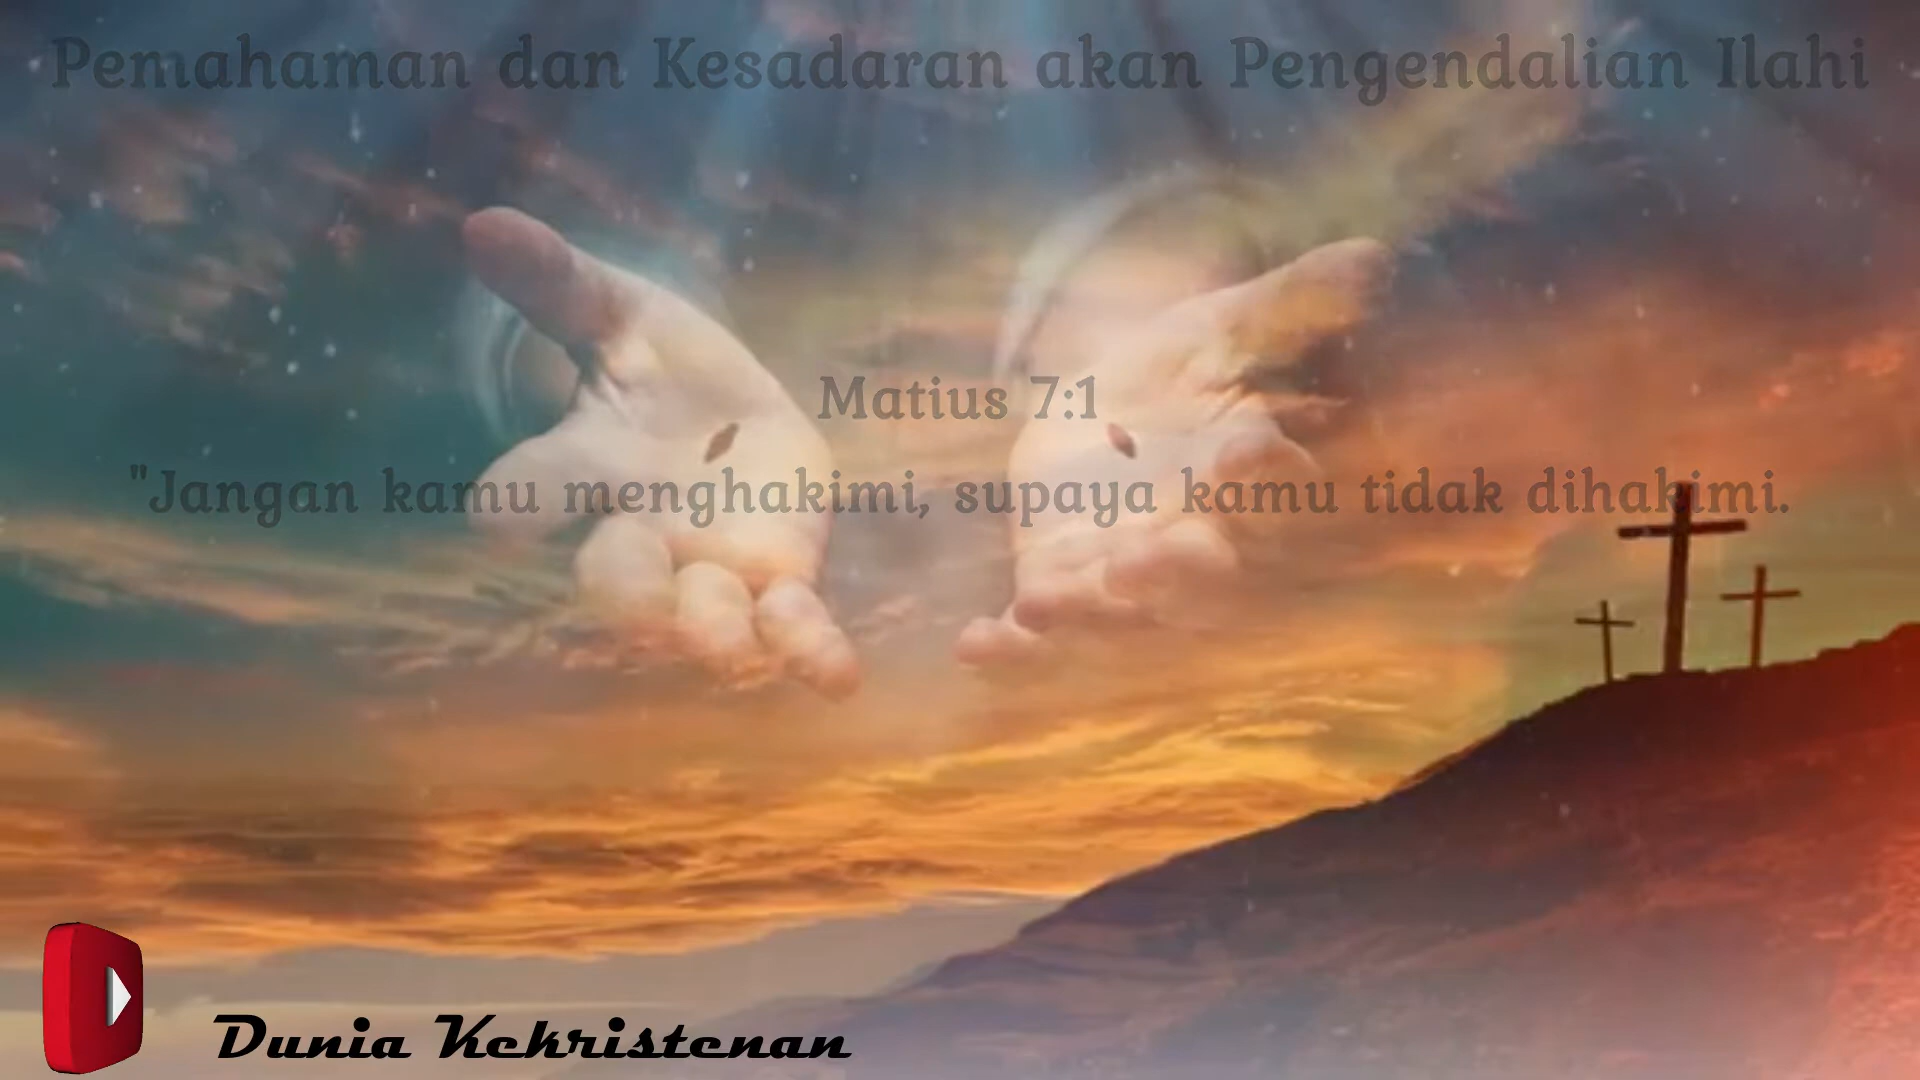 Pemahaman dan Kesadaran akan Pengendalian Ilahi
Matius 7:1
"Jangan kamu menghakimi, supaya kamu tidak dihakimi.
Dunia Kekristenan